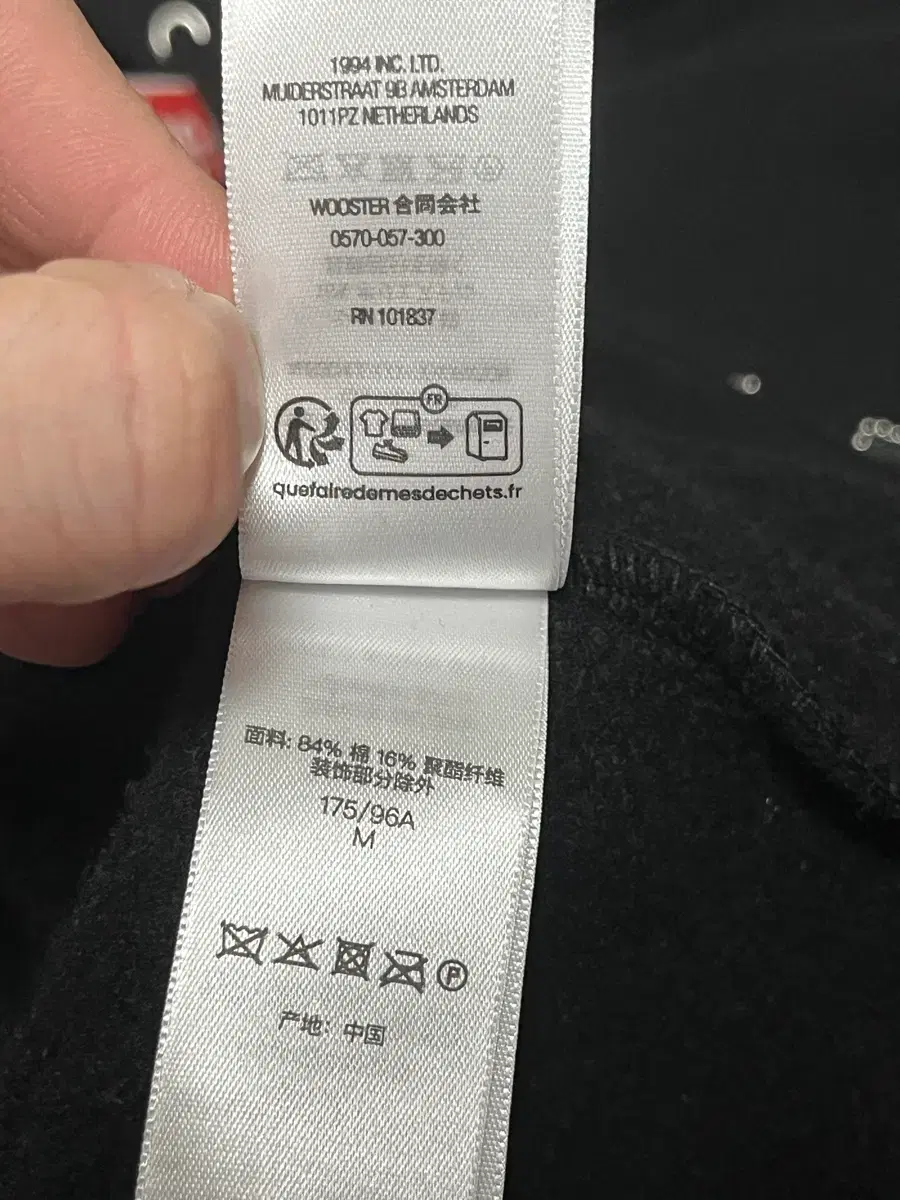 1994 INC. LTD.
MUIDERSTRAAT 9B AMSTERDAM
1011PZ NETHERLANDS
WOOSTER 合同会社
0570-057-300
RN 101837
FR
quefairedemesdechets.fr
面料: 84% 棉 16% 聚酯纤维
装饰部分除外
175/96A
M
P
产地: 中国